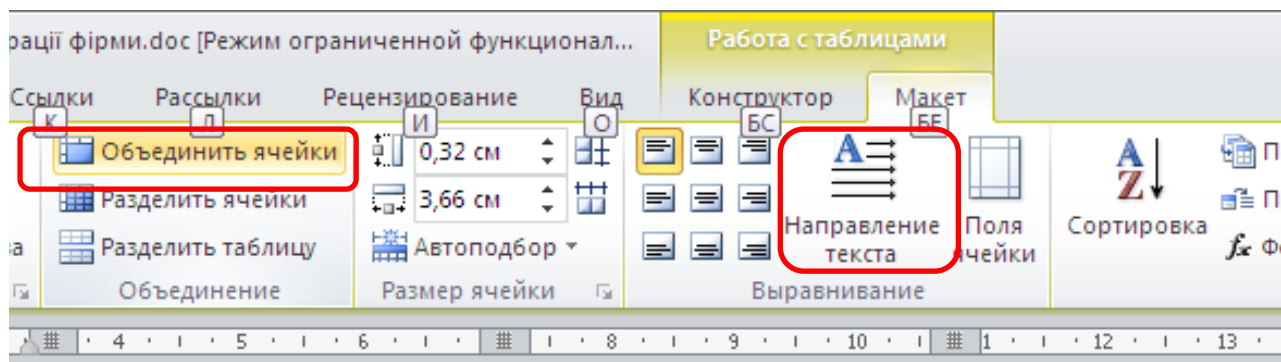 рації фірми.doc [Режим ограниченной функционал...
Работа с таблицами
Ссылки Рассылки Рецензирование Вид Конструктор Макет
К Л И О БС БЕ
Объединить ячейки
Разделить ячейки
Разделить таблицу
Объединение
0,32 см
3,66 см
Автоподбор
Размер ячейки
Направление
текста
Поля
ячейки
Выравнивание
А
Я
Сортировка
4 5 6 8 9 10 1 12 13